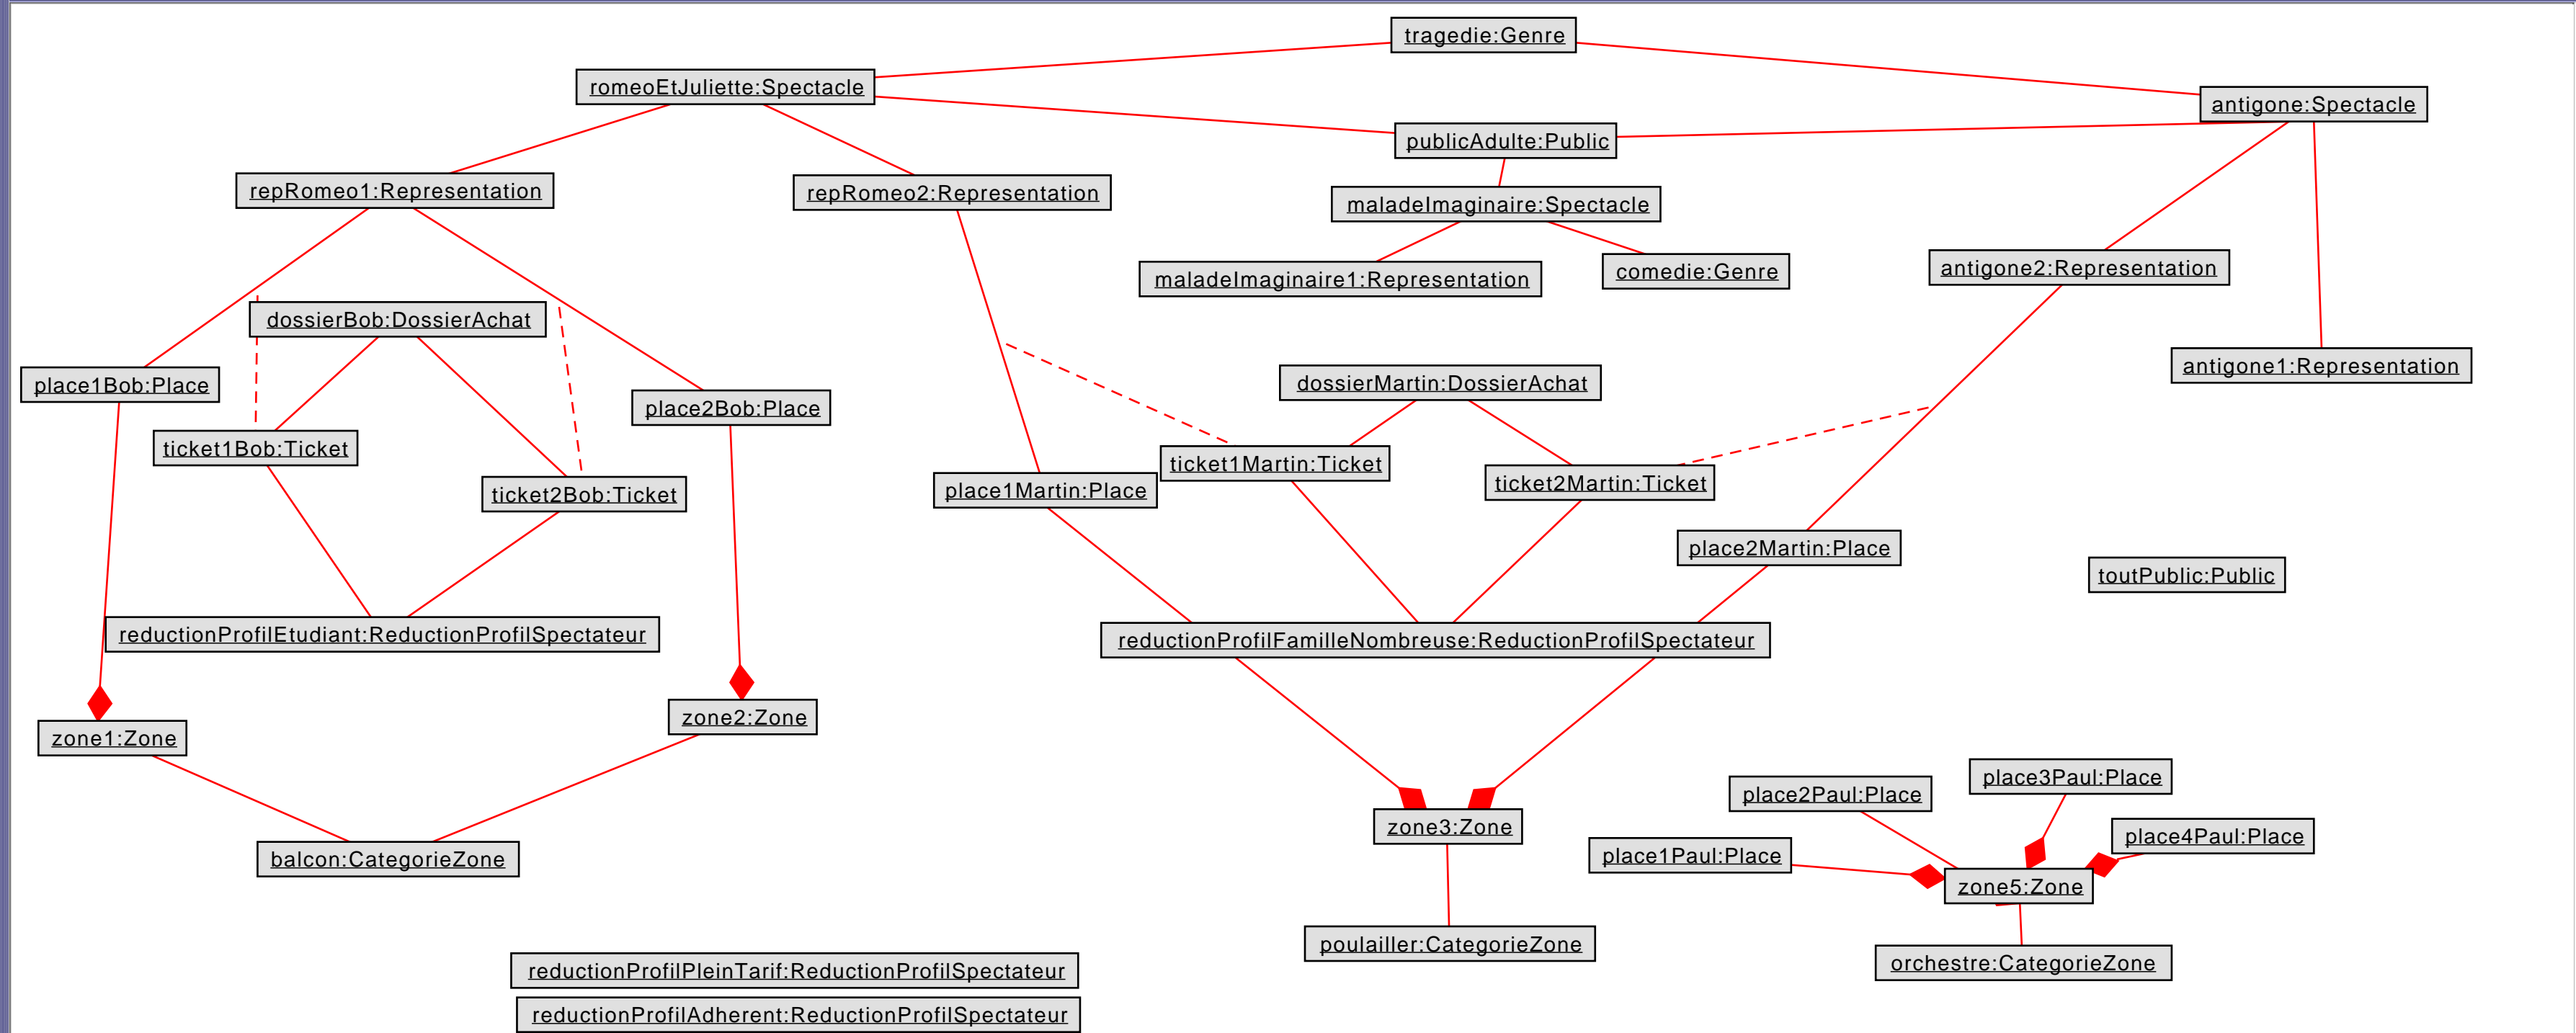 tragedie:Genre
romeoEtJuliette:Spectacle
antigone:Spectacle
publicAdulte:Public
repRomeo1:Representation
repRomeo2:Representation
maladeImaginaire:Spectacle
maladeImaginaire1:Representation
comedie:Genre
antigone2:Representation
dossierBob:DossierAchat
place1Bob:Place
place2Bob:Place
dossierMartin:DossierAchat
antigone1:Representation
ticket1Bob:Ticket
ticket2Bob:Ticket
place1Martin:Place
ticket1Martin:Ticket
ticket2Martin:Ticket
place2Martin:Place
toutPublic:Public
reductionProfilEtudiant:ReductionProfilSpectateur
reductionProfilFamilleNombreuse:ReductionProfilSpectateur
zone1:Zone
zone2:Zone
place2Paul:Place
place3Paul:Place
zone3:Zone
place1Paul:Place
place4Paul:Place
balcon:CategorieZone
zone5:Zone
poulailler:CategorieZone
orchestre:CategorieZone
reductionProfilPleinTarif:ReductionProfilSpectateur
reductionProfilAdherent:ReductionProfilSpectateur